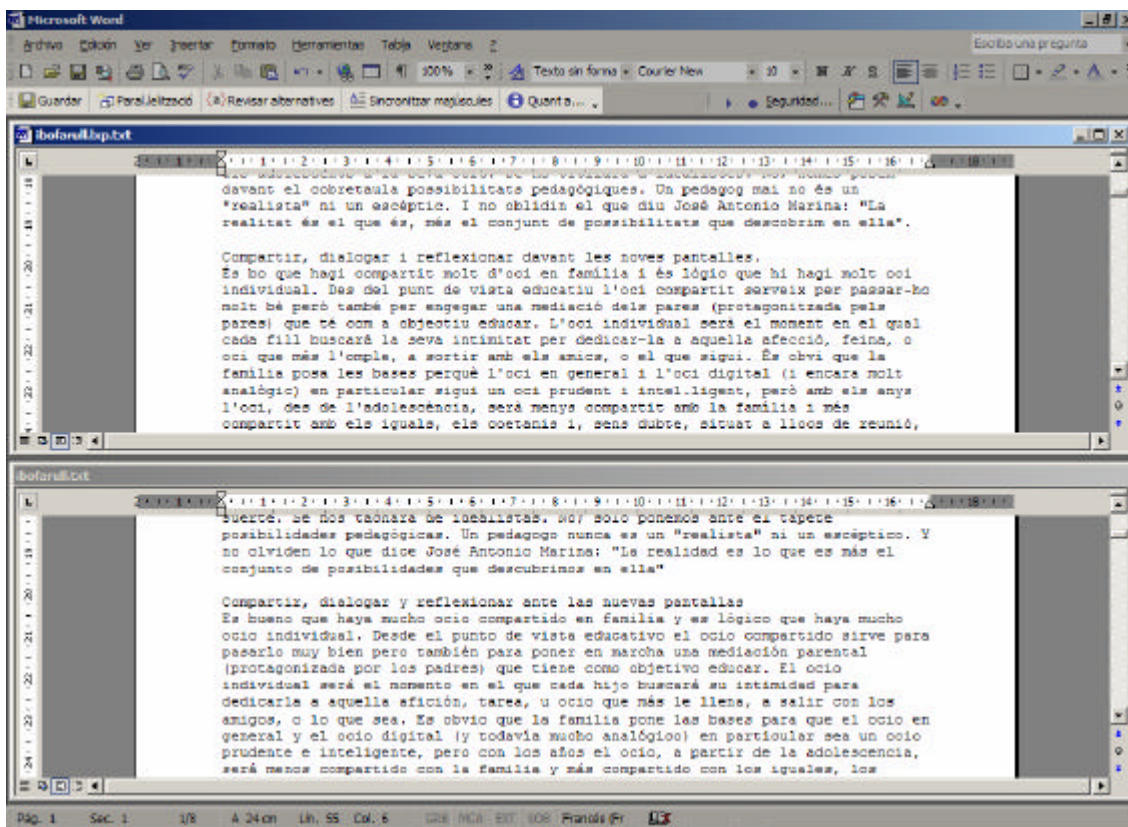 Microsoft Word
Archivo Edición Ver Insertar Formato Herramientas Tabla Ventana ? Escriba una pregunta
100% Texto sin forma Courier New 10 N K S
Guardar Paral.lelització Revisar alternatives Sincronitzar majúscules Quant a... Seguridad...
ibofarull.lxp.txt
davant el cobretaula possibilitats pedagògiques. Un pedagog mai no és un
"realista" ni un escéptic. I no oblidin el que diu José Antonio Marina: "La
realitat és el que és, més el conjunt de possibilitats que descobrim en ella".
Compartir, dialogar i reflexionar davant les noves pantalles.
És bo que hagi compartit molt d'oci en família i és lógic que hi hagi molt oci
individual. Des del punt de vista educatiu l'oci compartit serveix per passar-ho
molt bé però també per engegar una mediació dels pares (protagonitzada pels
pares) que té com a objectiu educar. L'oci individual será el moment en el qual
cada fill buscará la seva intimitat per dedicar-la a aquella afecció, feina, o
oci que més l'omple, a sortir amb els amics, o el que sigui. És obvi que la
família posa les bases perquè l'oci en general i l'oci digital (i encara molt
analògic) en particular sigui un oci prudent i intel.ligent, però amb els anys
l'oci, des de l'adolescència, será menys compartit amb la família i més
compartit amb els iguals, els coetanis i, sens dubte, situat a llocs de reunió,
ibofarull.txt
suerte. Se nos tachará de idealistas. No; solo ponemos ante el tapete
posibilidades pedagógicas. Un pedagogo nunca es un "realista" ni un escéptico. Y
no olviden lo que dice José Antonio Marina: "La realidad es lo que es más el
conjunto de posibilidades que descubrimos en ella"
Compartir, dialogar y reflexionar ante las nuevas pantallas
Es bueno que haya mucho ocio compartido en familia y es lógico que haya mucho
ocio individual. Desde el punto de vista educativo el ocio compartido sirve para
pasarlo muy bien pero también para poner en marcha una mediación parental
(protagonizada por los padres) que tiene como objetivo educar. El ocio
individual será el momento en el que cada hijo buscará su intimidad para
dedicarla a aquella afición, tarea, u ocio que más le llena, a salir con los
amigos, o lo que sea. Es obvio que la familia pone las bases para que el ocio en
general y el ocio digital (y todavía mucho analógico) en particular sea un ocio
prudente e inteligente, pero con los años el ocio, a partir de la adolescencia,
será menos compartido con la familia y más compartido con los iguales, los
Pág. 1 Sec. 1 1/8 A 24 cm Lín. 55 Col. 6 GRB MCA EXT SOB Francés (Fr